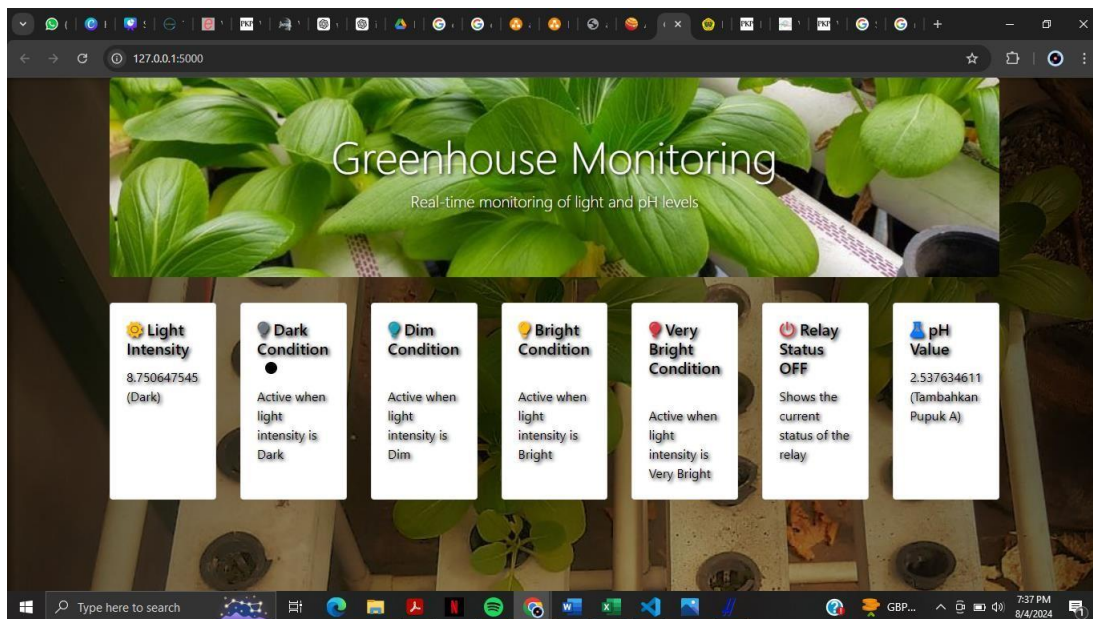 127.0.0.1:5000
Greenhouse Monitoring
Real-time monitoring of light and pH levels
Light
Intensity
8.750647545
(Dark)
Dark
Condition
Active when
light
intensity is
Dark
Dim
Condition
Active when
light
intensity is
Dim
Bright
Condition
Active when
light
intensity is
Bright
Very
Bright
Condition
Active when
light
intensity is
Very Bright
Relay
Status
OFF
Shows the
current
status of the
relay
pH
Value
2.537634611
(Tambahkan
Pupuk A)
Type here to search
GBP...
7:37 PM
8/4/2024